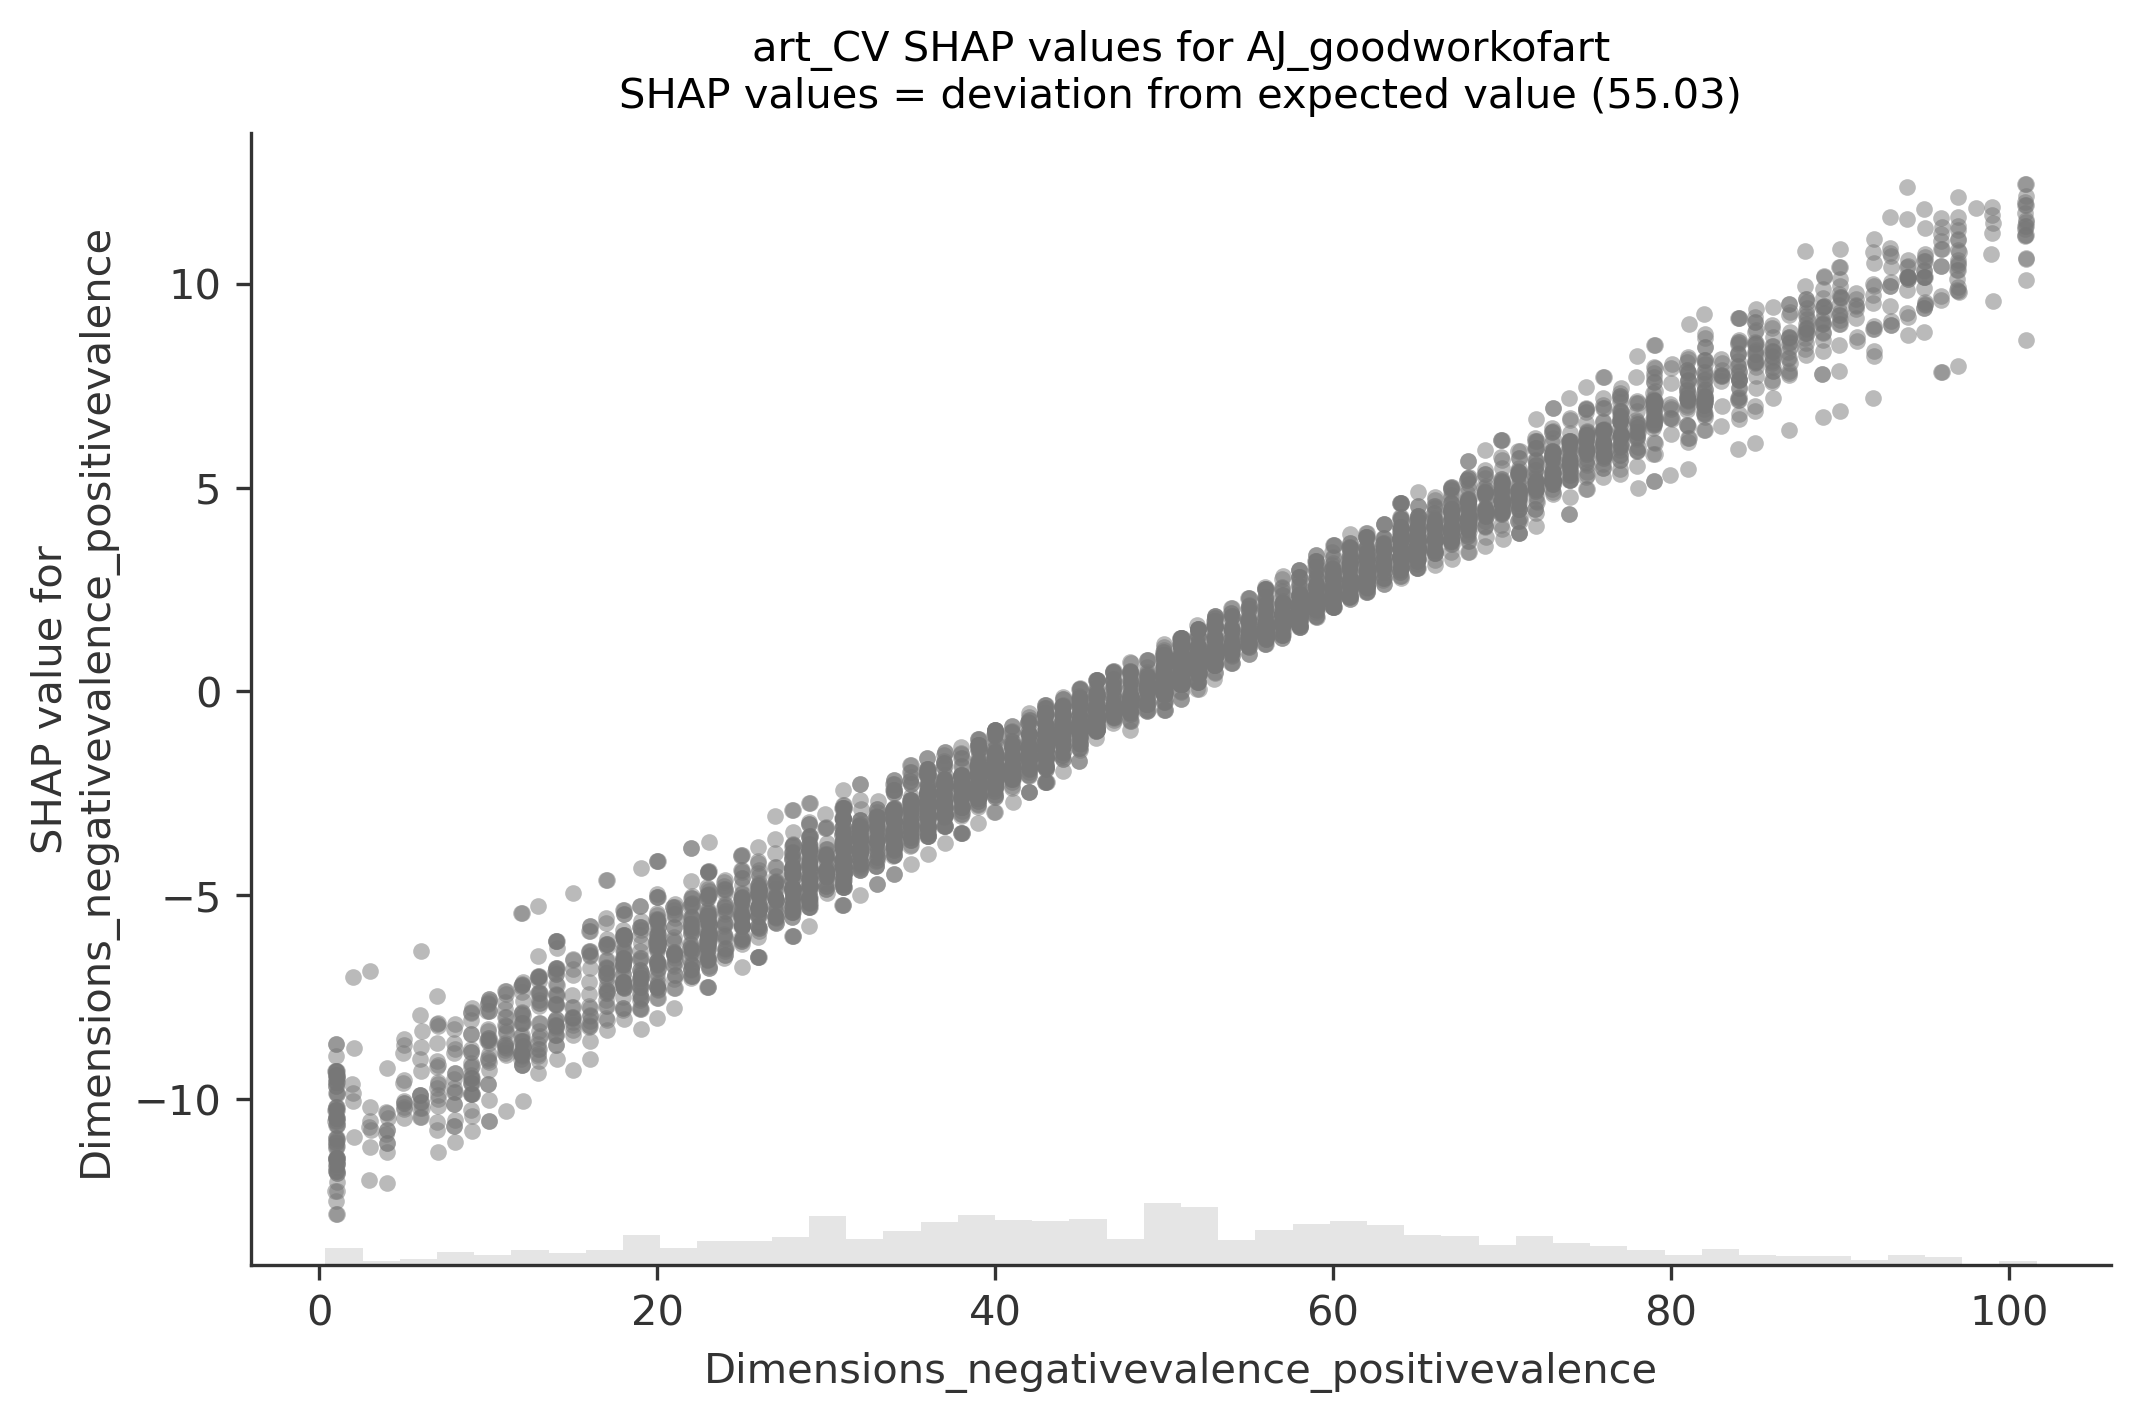 art_CV SHAP values for AJ_goodworkofart
SHAP values = deviation from expected value (55.03)
SHAP value for
Dimensions_negativevalence_positivevalence
10
5
0
−5
−10
0
20
40
60
80
100
Dimensions_negativevalence_positivevalence